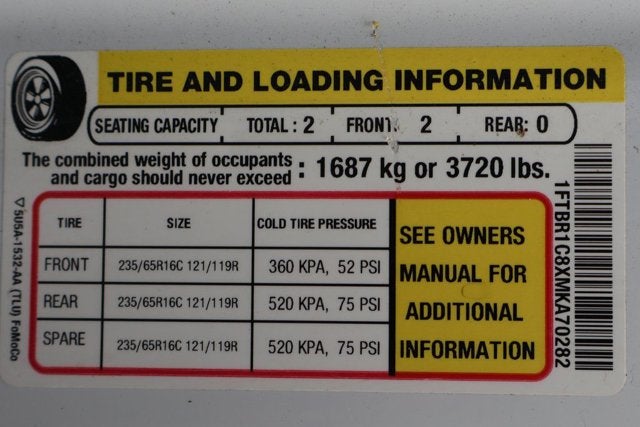 TIRE AND LOADING INFORMATION
SEATING CAPACITY TOTAL : 2 FRONT: 2 REAR: 0
The combined weight of occupants
and cargo should never exceed : 1687 kg or 3720 lbs.
TIRE SIZE COLD TIRE PRESSURE
FRONT 235/65R16C 121/119R 360 KPA, 52 PSI
REAR 235/65R16C 121/119R 520 KPA, 75 PSI
SPARE 235/65R16C 121/119R 520 KPA, 75 PSI
SEE OWNERS
MANUAL FOR
ADDITIONAL
INFORMATION
5U5A-1532-AA (TLU) FoMoCo
1FTBR1C8XMKA70282